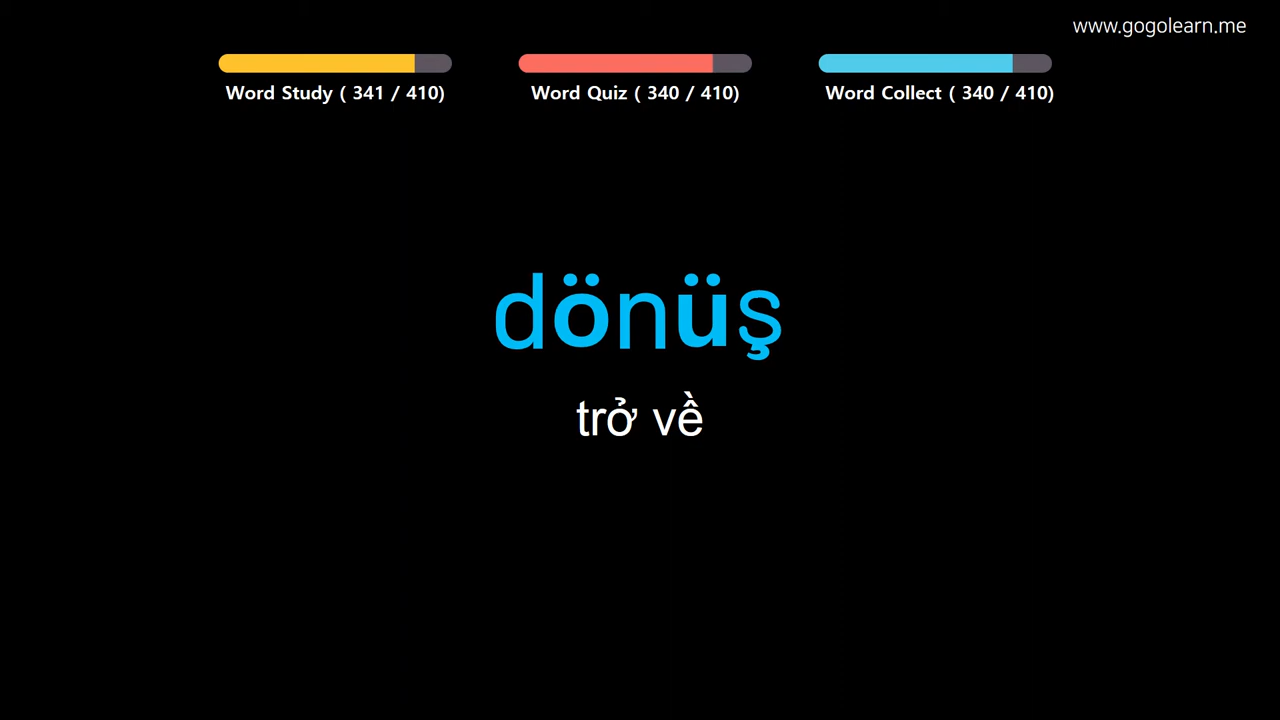 www.gogolearn.me
Word Study ( 341 / 410)
Word Quiz ( 340 / 410)
Word Collect ( 340 / 410)
dönüş
trở về